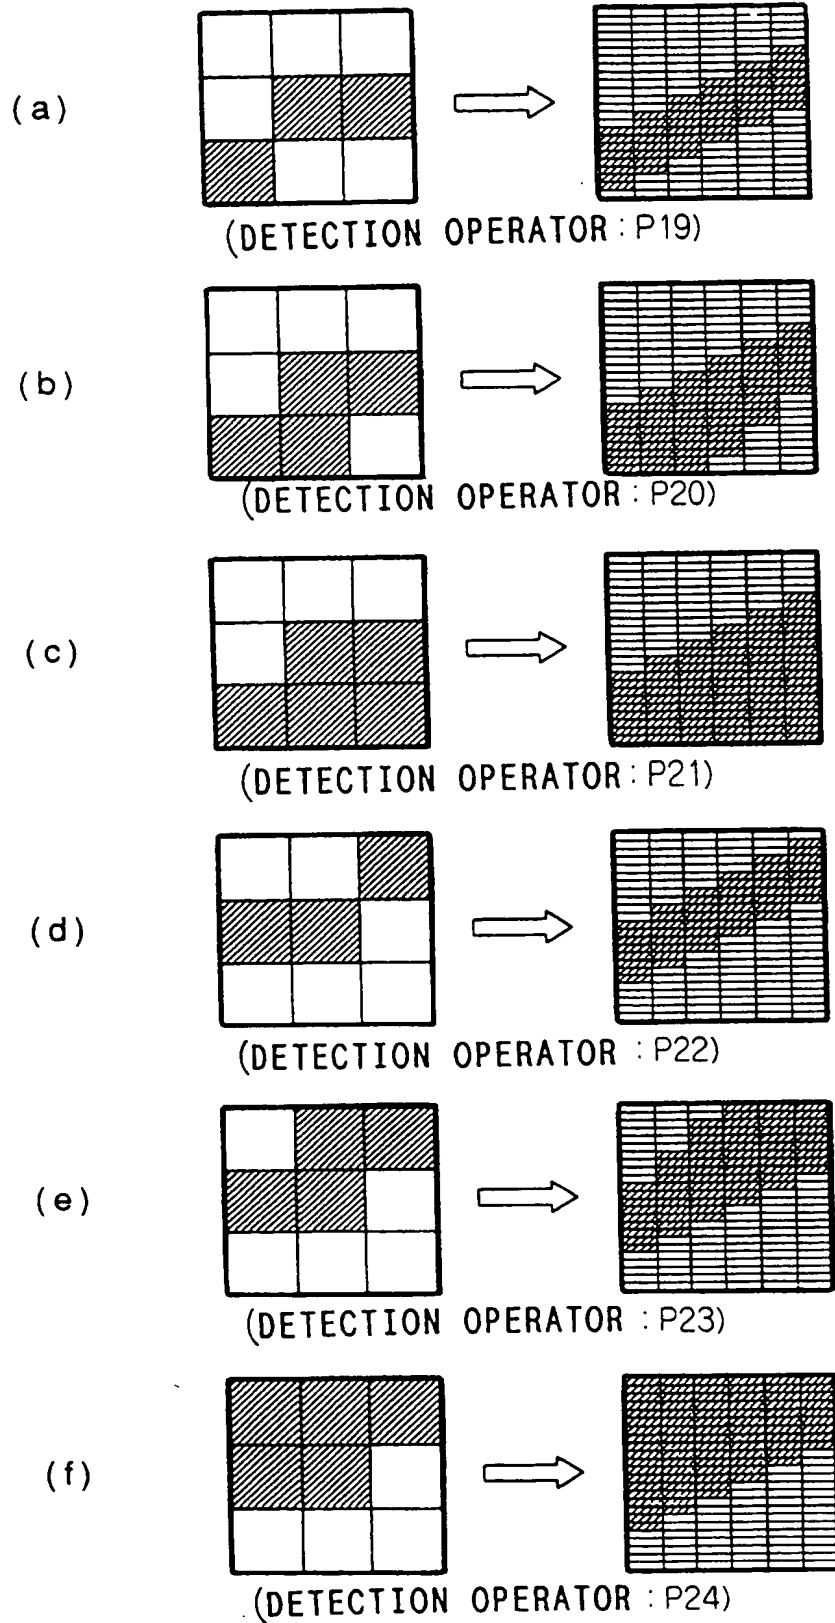 (a)
(DETECTION OPERATOR : P19)
(b)
(DETECTION OPERATOR : P20)
(c)
(DETECTION OPERATOR : P21)
(d)
(DETECTION OPERATOR : P22)
(e)
(DETECTION OPERATOR : P23)
(f)
(DETECTION OPERATOR : P24)